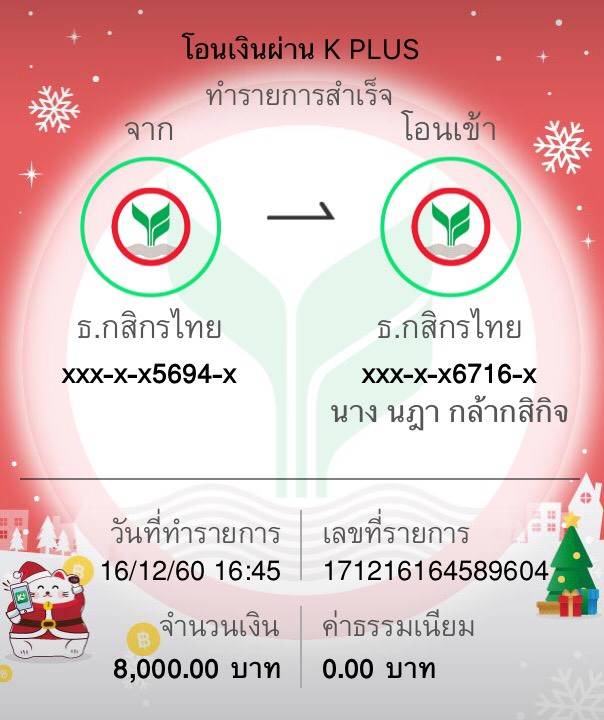 โอนเงินผ่าน K PLUS
ทำรายการสำเร็จ
จาก
โอนเข้า
ธ.กสิกรไทย
ธ.กสิกรไทย
xxx-x-x5694-x
xxx-x-x6716-x
นาง นฎา กล้ากสิกิจ
วันที่ทำรายการ
เลขที่รายการ
16/12/60 16:45
171216164589604
จำนวนเงิน
ค่าธรรมเนียม
8,000.00 บาท
0.00 บาท